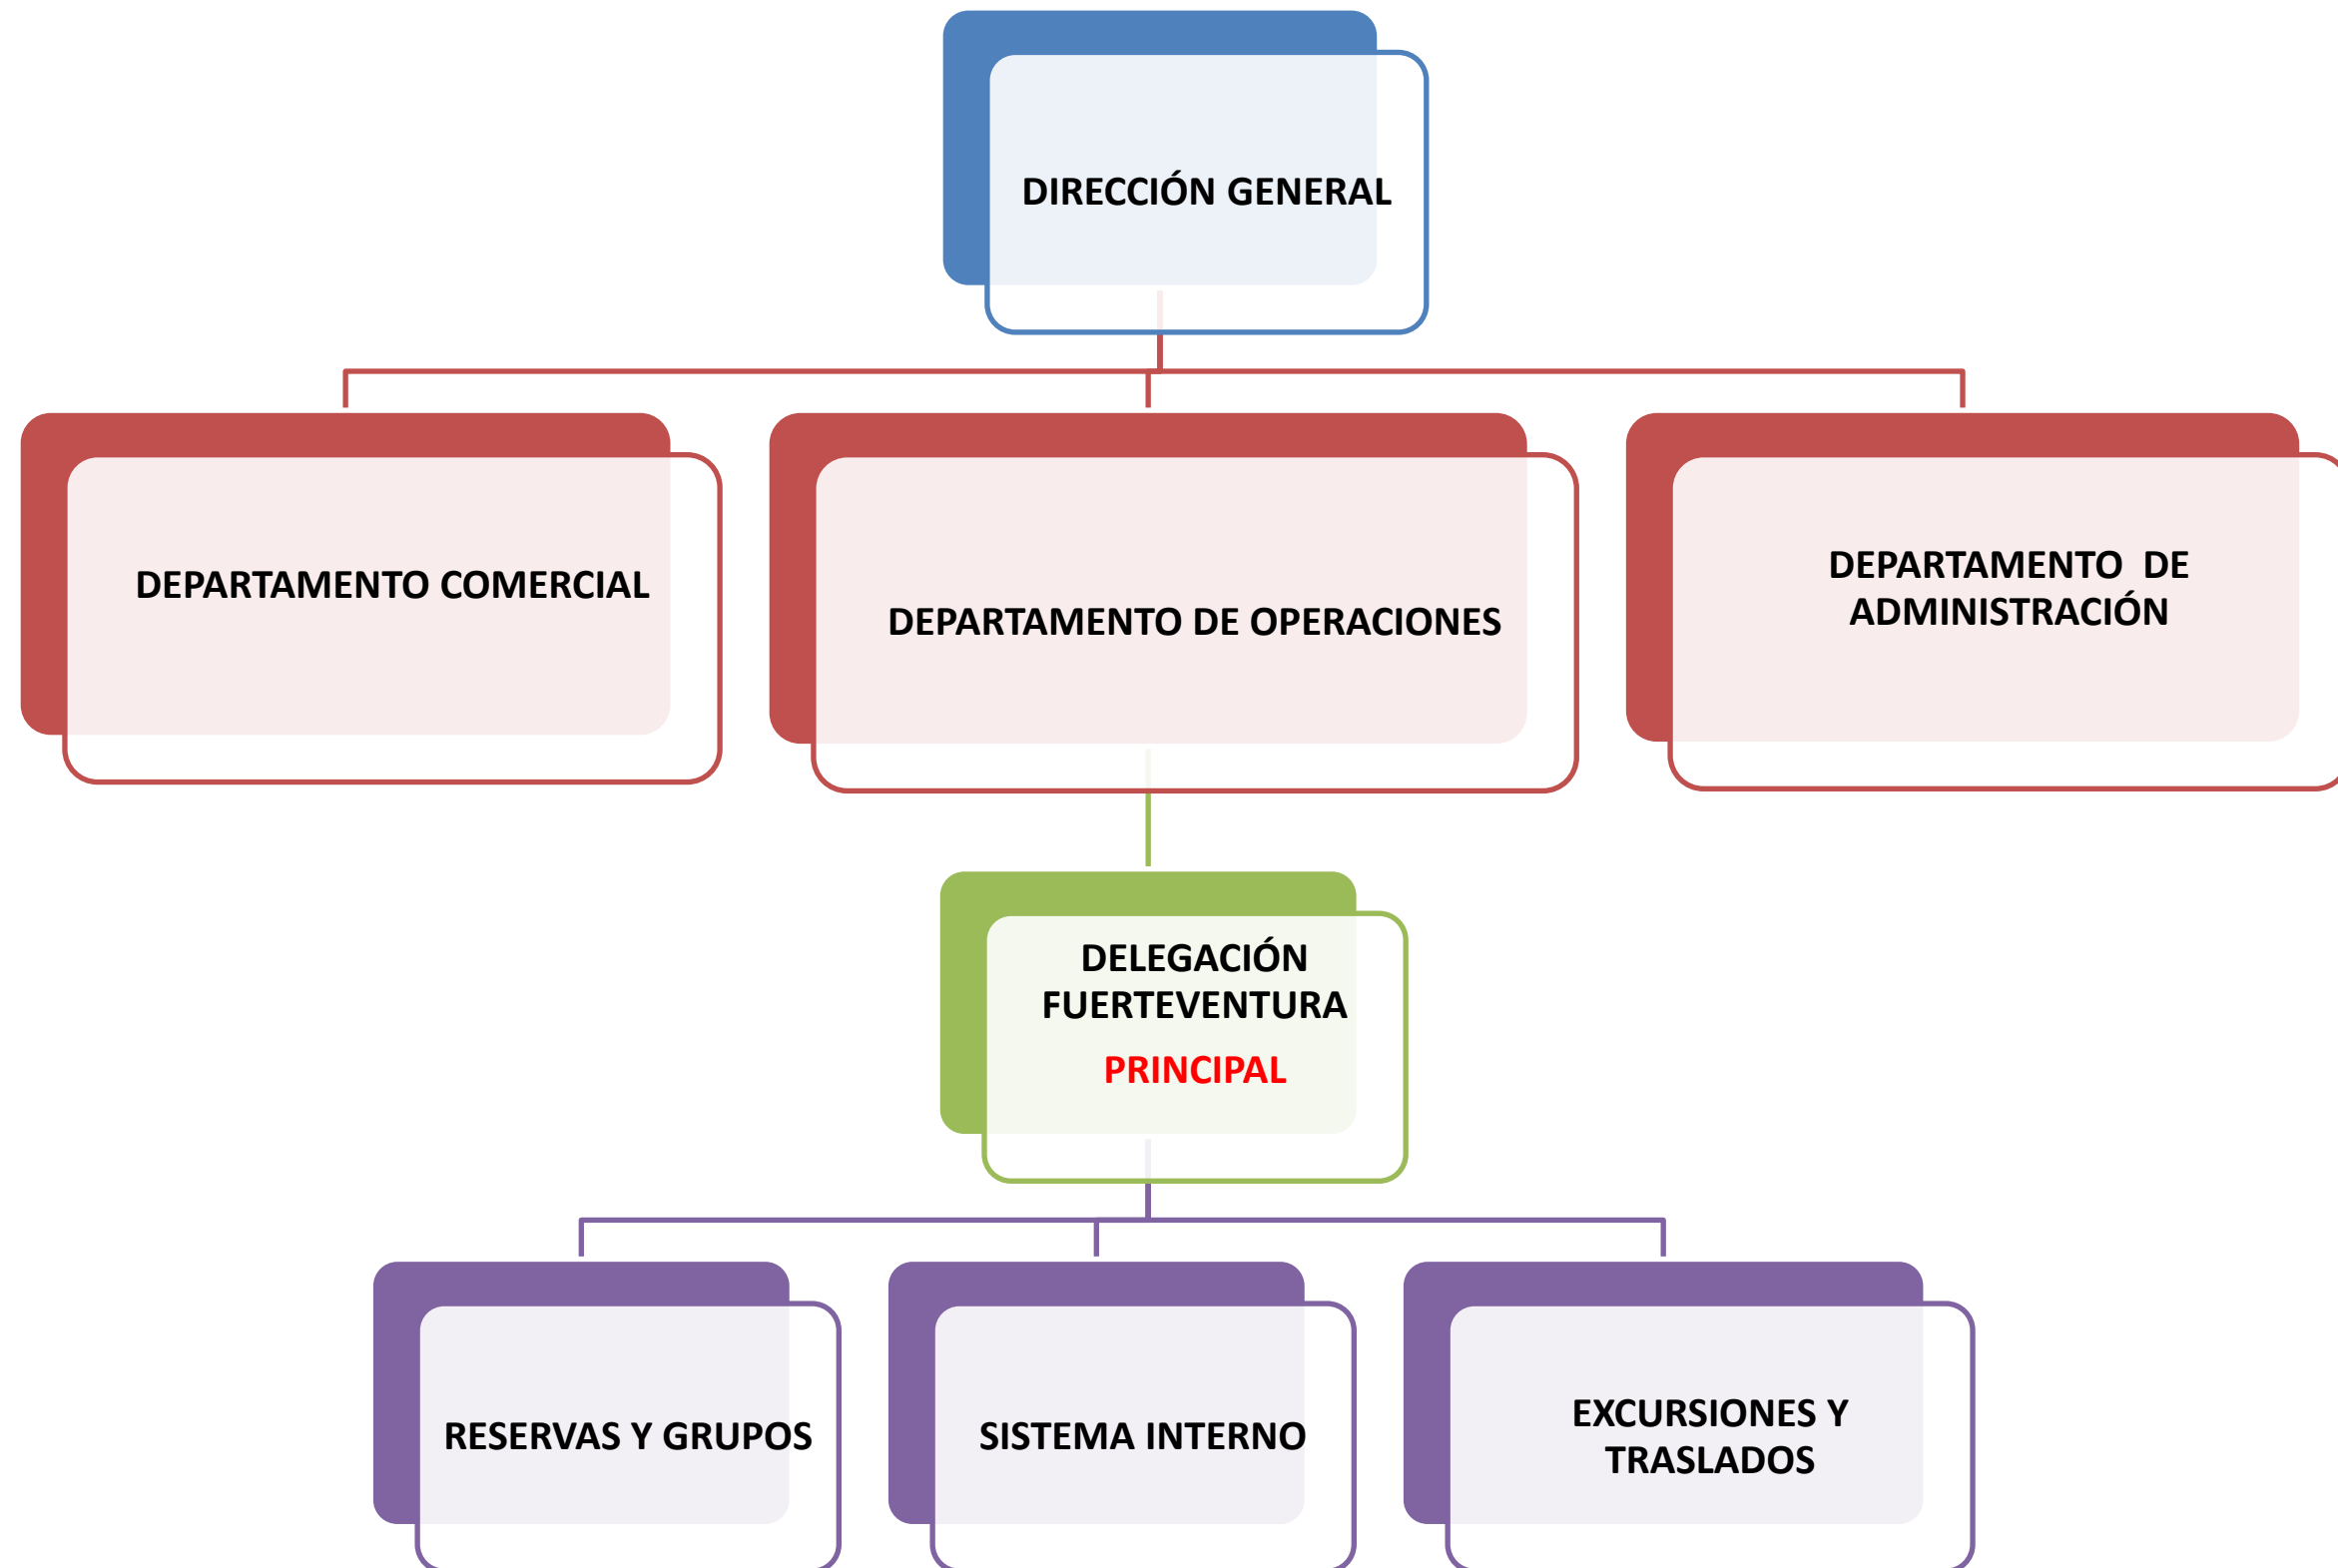 DIRECCIÓN GENERAL
DEPARTAMENTO COMERCIAL
DEPARTAMENTO DE OPERACIONES
DEPARTAMENTO  DE
ADMINISTRACIÓN
DELEGACIÓN
FUERTEVENTURA
PRINCIPAL
RESERVAS Y GRUPOS
SISTEMA INTERNO
EXCURSIONES Y
TRASLADOS